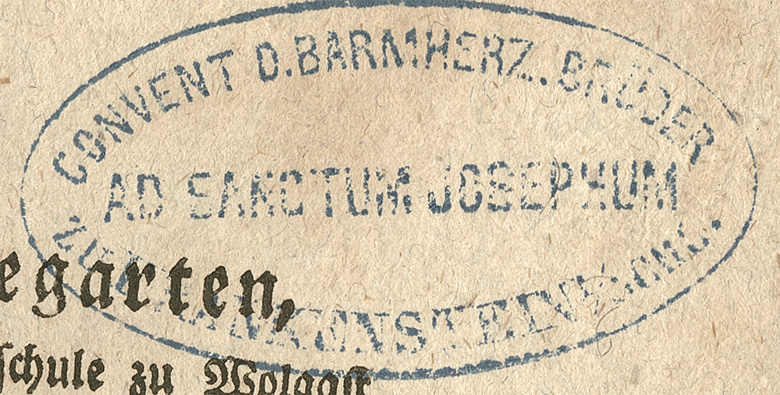 CONVENT D. BARMHERZ. BRÜDER
AD SANCTUM JOSEPHUM
egarten,
schule zu Wolgast